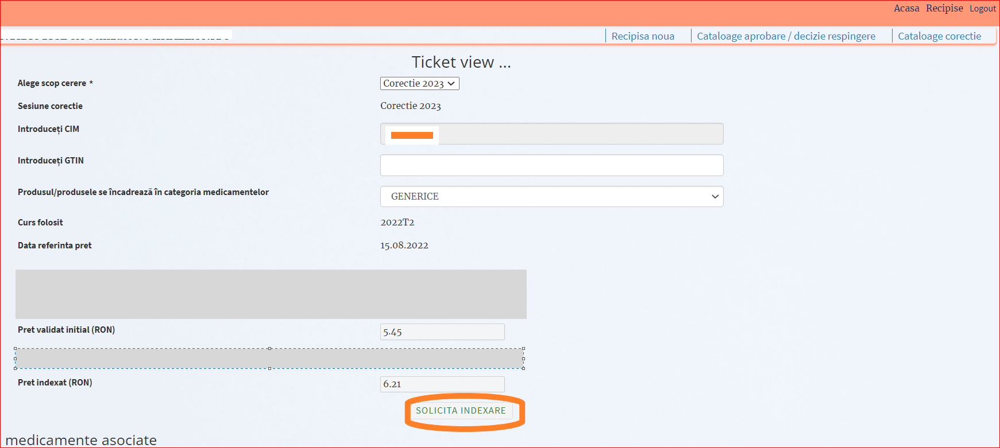 Acasa Recipise Logout
Recipisa noua Cataloage aprobare / decizie respingere Cataloage corectie
Ticket view ...
Alege scop cerere * Corectie 2023
Sesiune corectie Corectie 2023
Introduceți CIM
Introduceți GTIN
Produsul/produsele se încadrează în categoria medicamentelor GENERICE
Curs folosit 2022T2
Data referinta pret 15.08.2022
Pret validat initial (RON) 5.45
Pret indexat (RON) 6.21
SOLICITA INDEXARE
medicamente asociate